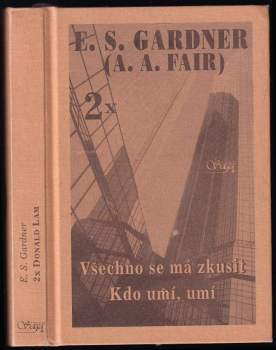 E. S. GARDNER
(A. A. FAIR)
2x
Všechno se má zkusit
Kdo umí, umí
E. S. Gardner
2x DONALD LAM